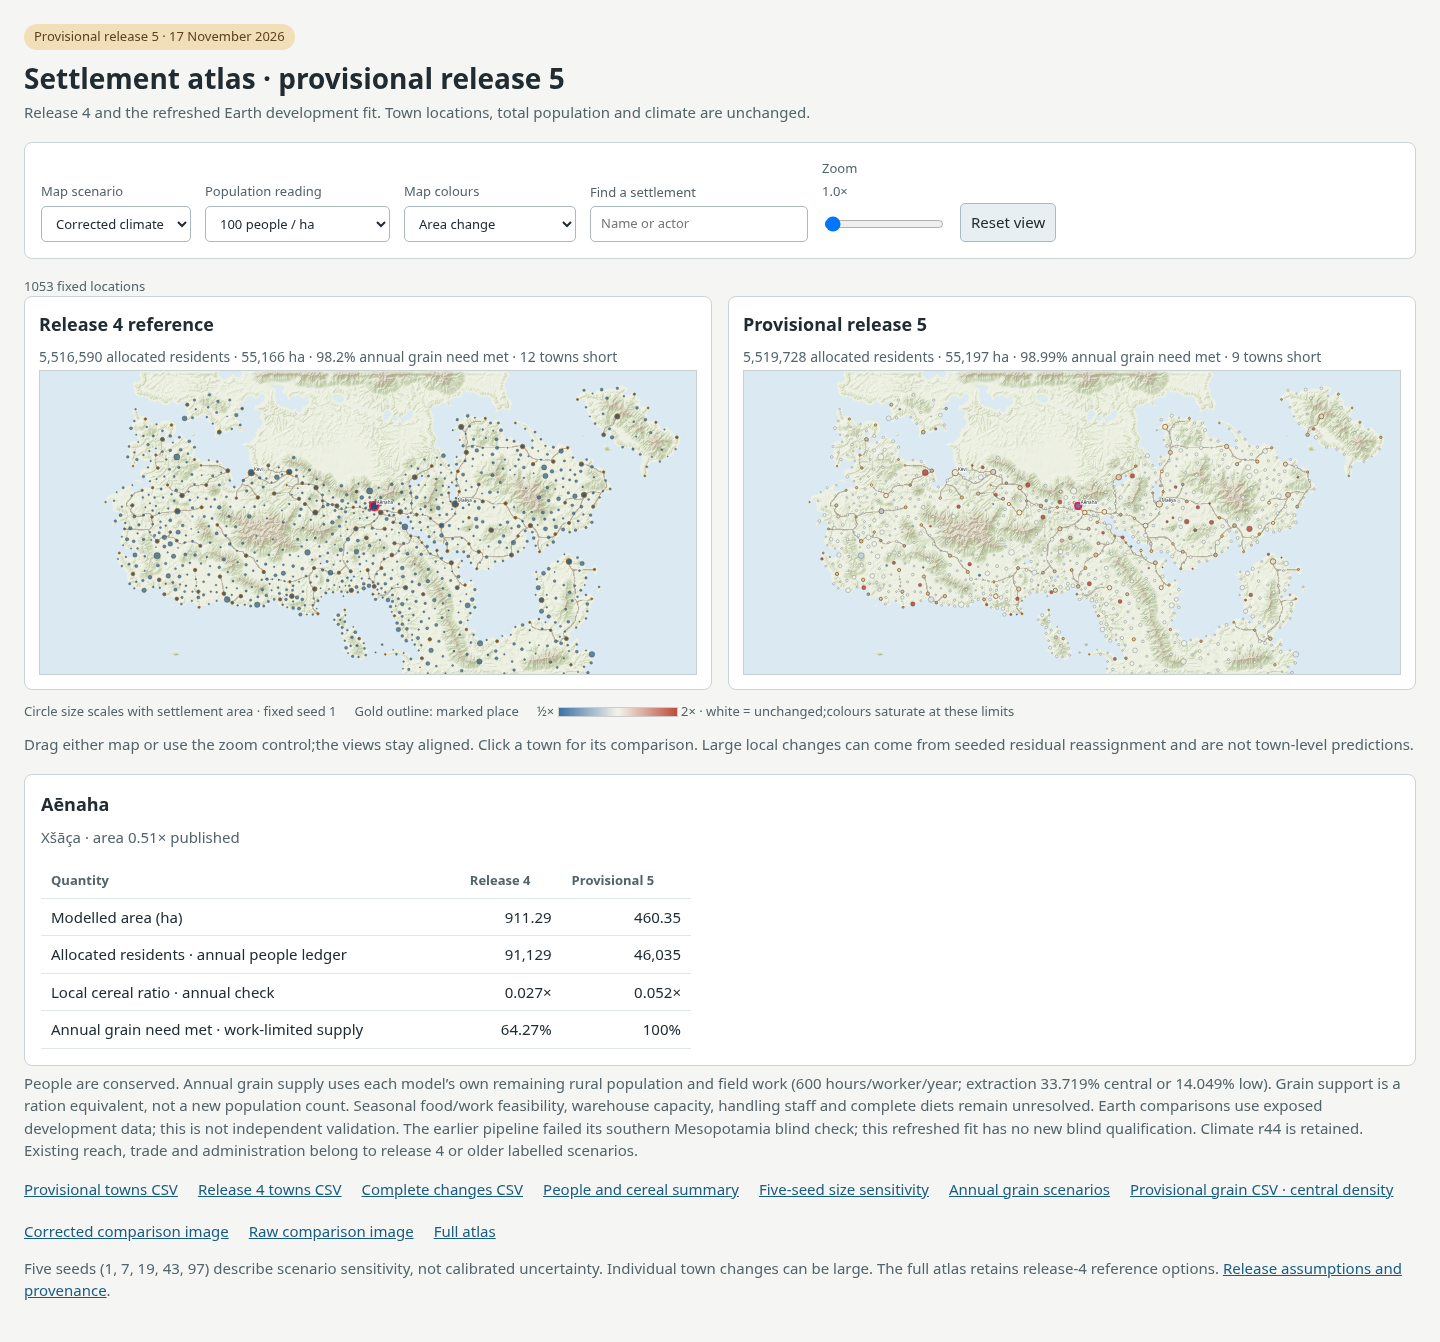 Provisional release 5 · 17 November 2026
Settlement atlas · provisional release 5
Release 4 and the refreshed Earth development fit. Town locations, total population and climate are unchanged.
Map scenario
Population reading
Map colours
Find a settlement
Zoom
1.0×
Corrected climate
100 people / ha
Area change
Name or actor
Reset view
1053 fixed locations
Release 4 reference
5,516,590 allocated residents · 55,166 ha · 98.2% annual grain need met · 12 towns short
Provisional release 5
5,519,728 allocated residents · 55,197 ha · 98.99% annual grain need met · 9 towns short
Aēnaha
Aēnaha
Circle size scales with settlement area · fixed seed 1
Gold outline: marked place
½×
2× · white = unchanged;colours saturate at these limits
Drag either map or use the zoom control;the views stay aligned. Click a town for its comparison. Large local changes can come from seeded residual reassignment and are not town-level predictions.
Aēnaha
Xšāça · area 0.51× published
Quantity Release 4 Provisional 5
Modelled area (ha) 911.29 460.35
Allocated residents · annual people ledger 91,129 46,035
Local cereal ratio · annual check 0.027× 0.052×
Annual grain need met · work-limited supply 64.27% 100%
People are conserved. Annual grain supply uses each model’s own remaining rural population and field work (600 hours/worker/year; extraction 33.719% central or 14.049% low). Grain support is a
ration equivalent, not a new population count. Seasonal food/work feasibility, warehouse capacity, handling staff and complete diets remain unresolved. Earth comparisons use exposed
development data; this is not independent validation. The earlier pipeline failed its southern Mesopotamia blind check; this refreshed fit has no new blind qualification. Climate r44 is retained.
Existing reach, trade and administration belong to release 4 or older labelled scenarios.
Provisional towns CSV Release 4 towns CSV Complete changes CSV People and cereal summary Five-seed size sensitivity Annual grain scenarios Provisional grain CSV · central density
Corrected comparison image Raw comparison image Full atlas
Five seeds (1, 7, 19, 43, 97) describe scenario sensitivity, not calibrated uncertainty. Individual town changes can be large. The full atlas retains release-4 reference options. Release assumptions and
provenance.